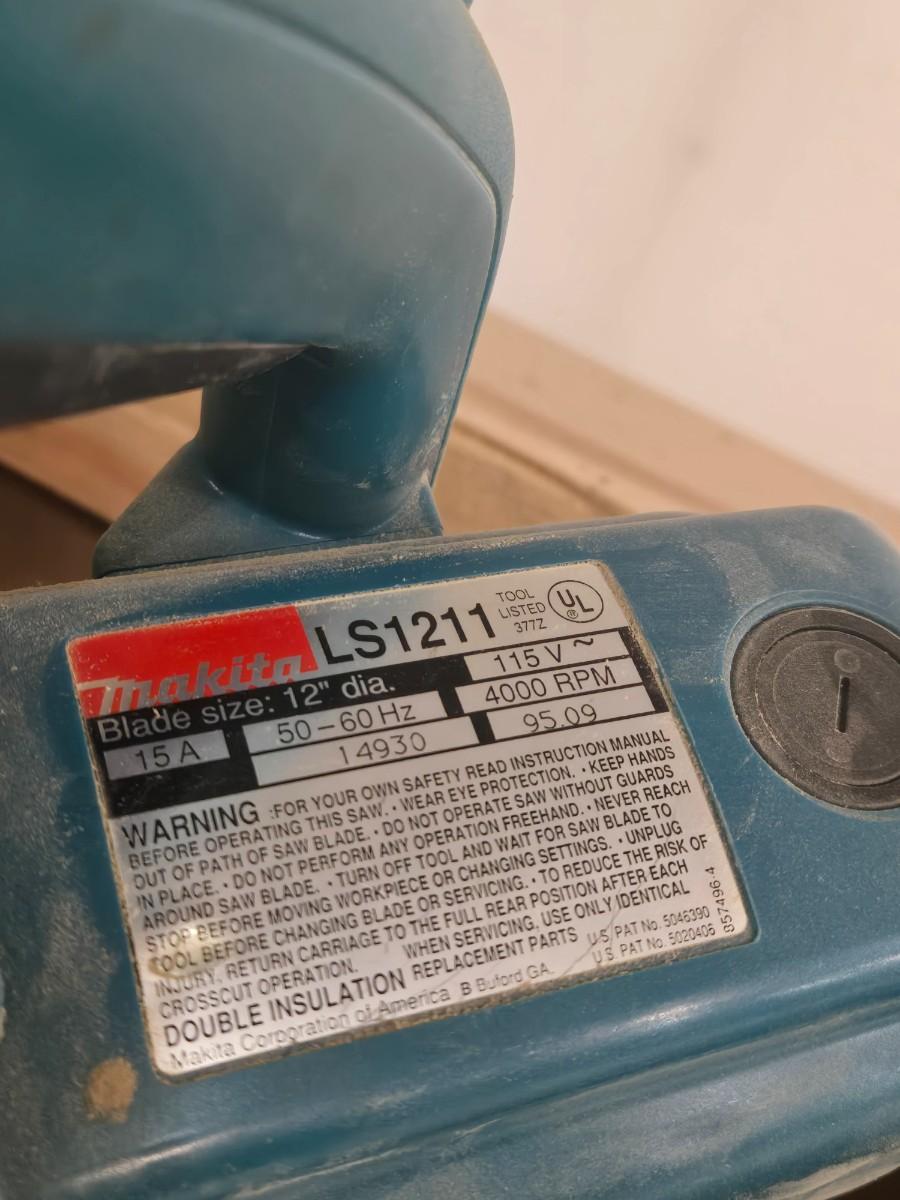 Makita LS1211 TOOL LISTED 377Z UL ®
Blade size: 12" dia. 115 V ~
15 A 50–60 Hz 4000 RPM
14930 95.09
WARNING :FOR YOUR OWN SAFETY READ INSTRUCTION MANUAL
BEFORE OPERATING THIS SAW. • WEAR EYE PROTECTION. • KEEP HANDS
OUT OF PATH OF SAW BLADE. • DO NOT OPERATE SAW WITHOUT GUARDS
IN PLACE. • DO NOT PERFORM ANY OPERATION FREEHAND. • NEVER REACH
AROUND SAW BLADE. • TURN OFF TOOL AND WAIT FOR SAW BLADE TO
STOP BEFORE MOVING WORKPIECE OR CHANGING SETTINGS. • UNPLUG
TOOL BEFORE CHANGING BLADE OR SERVICING. • TO REDUCE THE RISK OF
INJURY, RETURN CARRIAGE TO THE FULL REAR POSITION AFTER EACH
CROSSCUT OPERATION. WHEN SERVICING, USE ONLY IDENTICAL
DOUBLE INSULATION REPLACEMENT PARTS U.S. PAT No. 5046390
Makita Corporation of America B Buford GA. U.S. PAT No. 5020406
857496-4